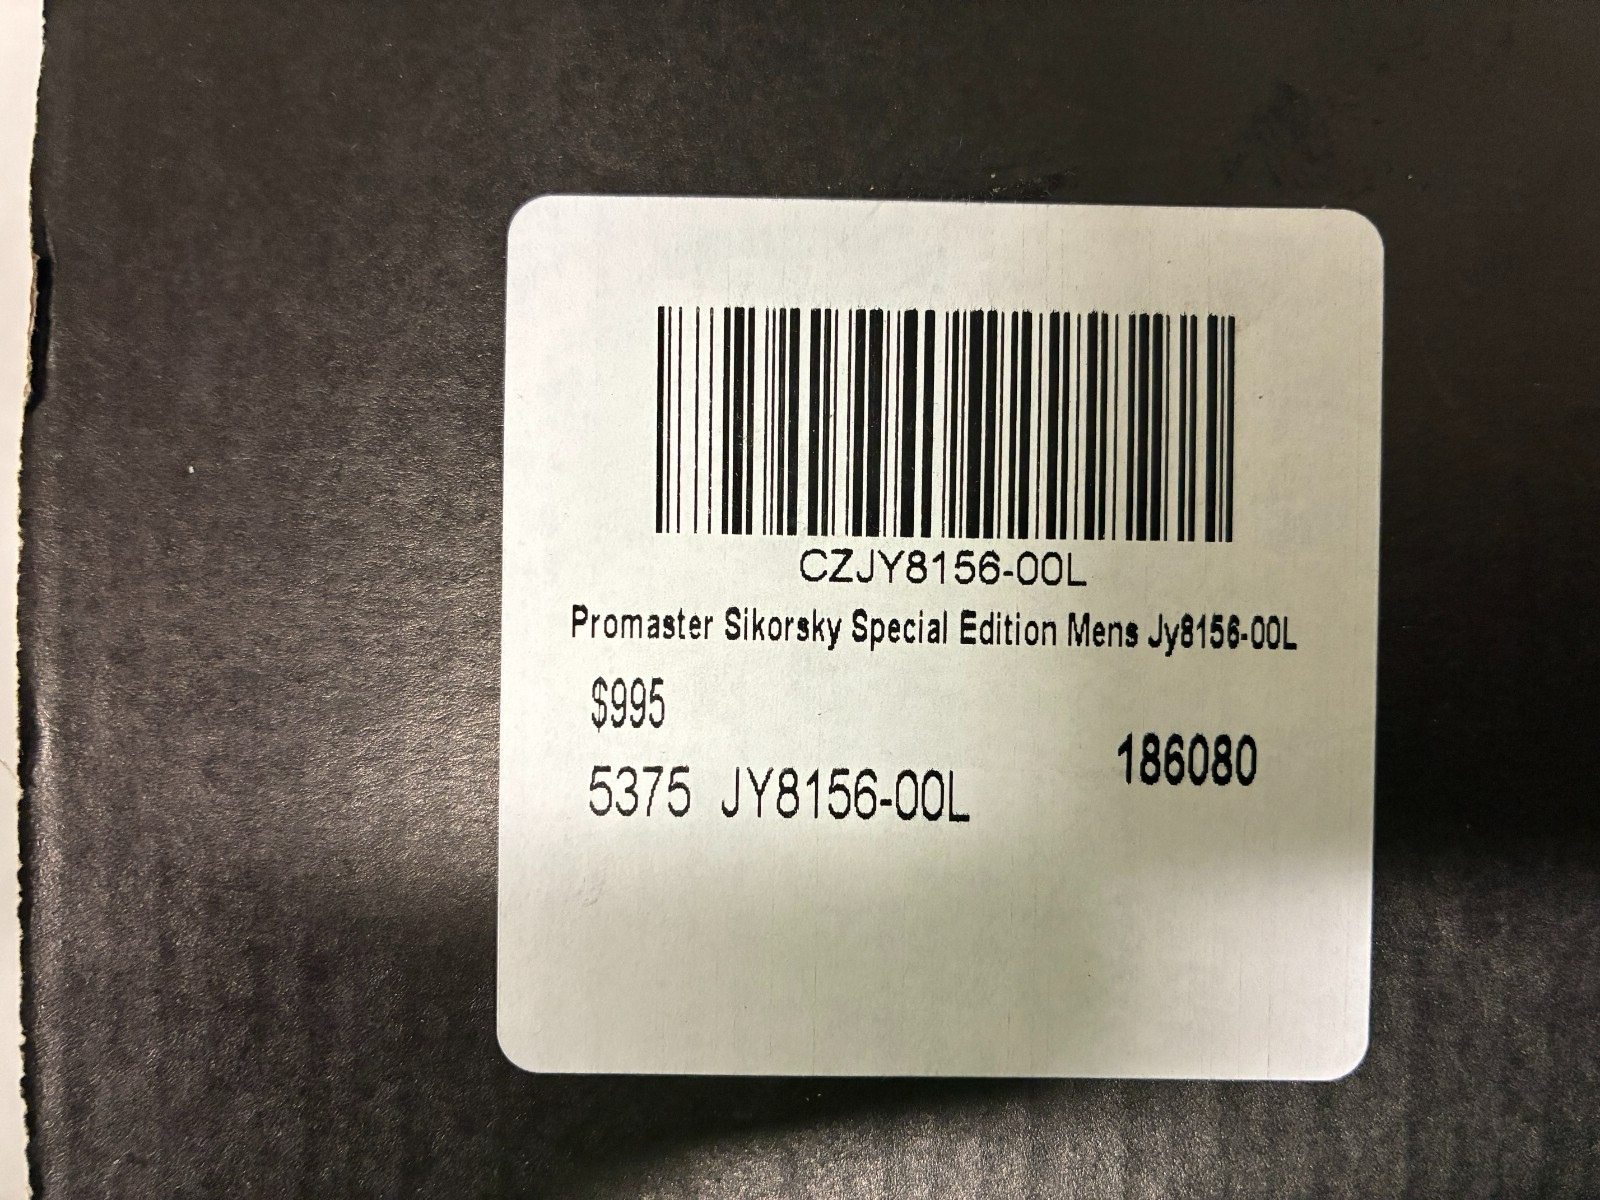 CZJY8156-00L
Promaster Sikorsky Special Edition Mens Jy8156-00L
$995
186080
5375 JY8156-00L